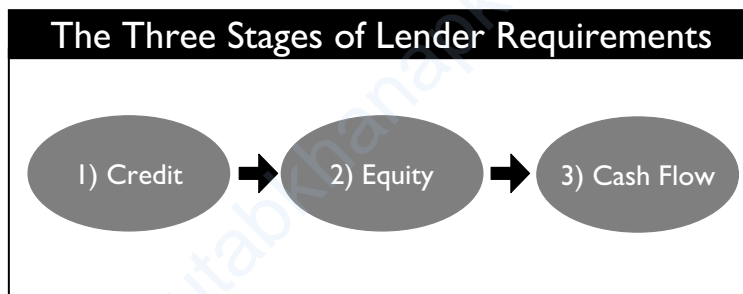 The Three Stages of Lender Requirements
1) Credit
2) Equity
3) Cash Flow